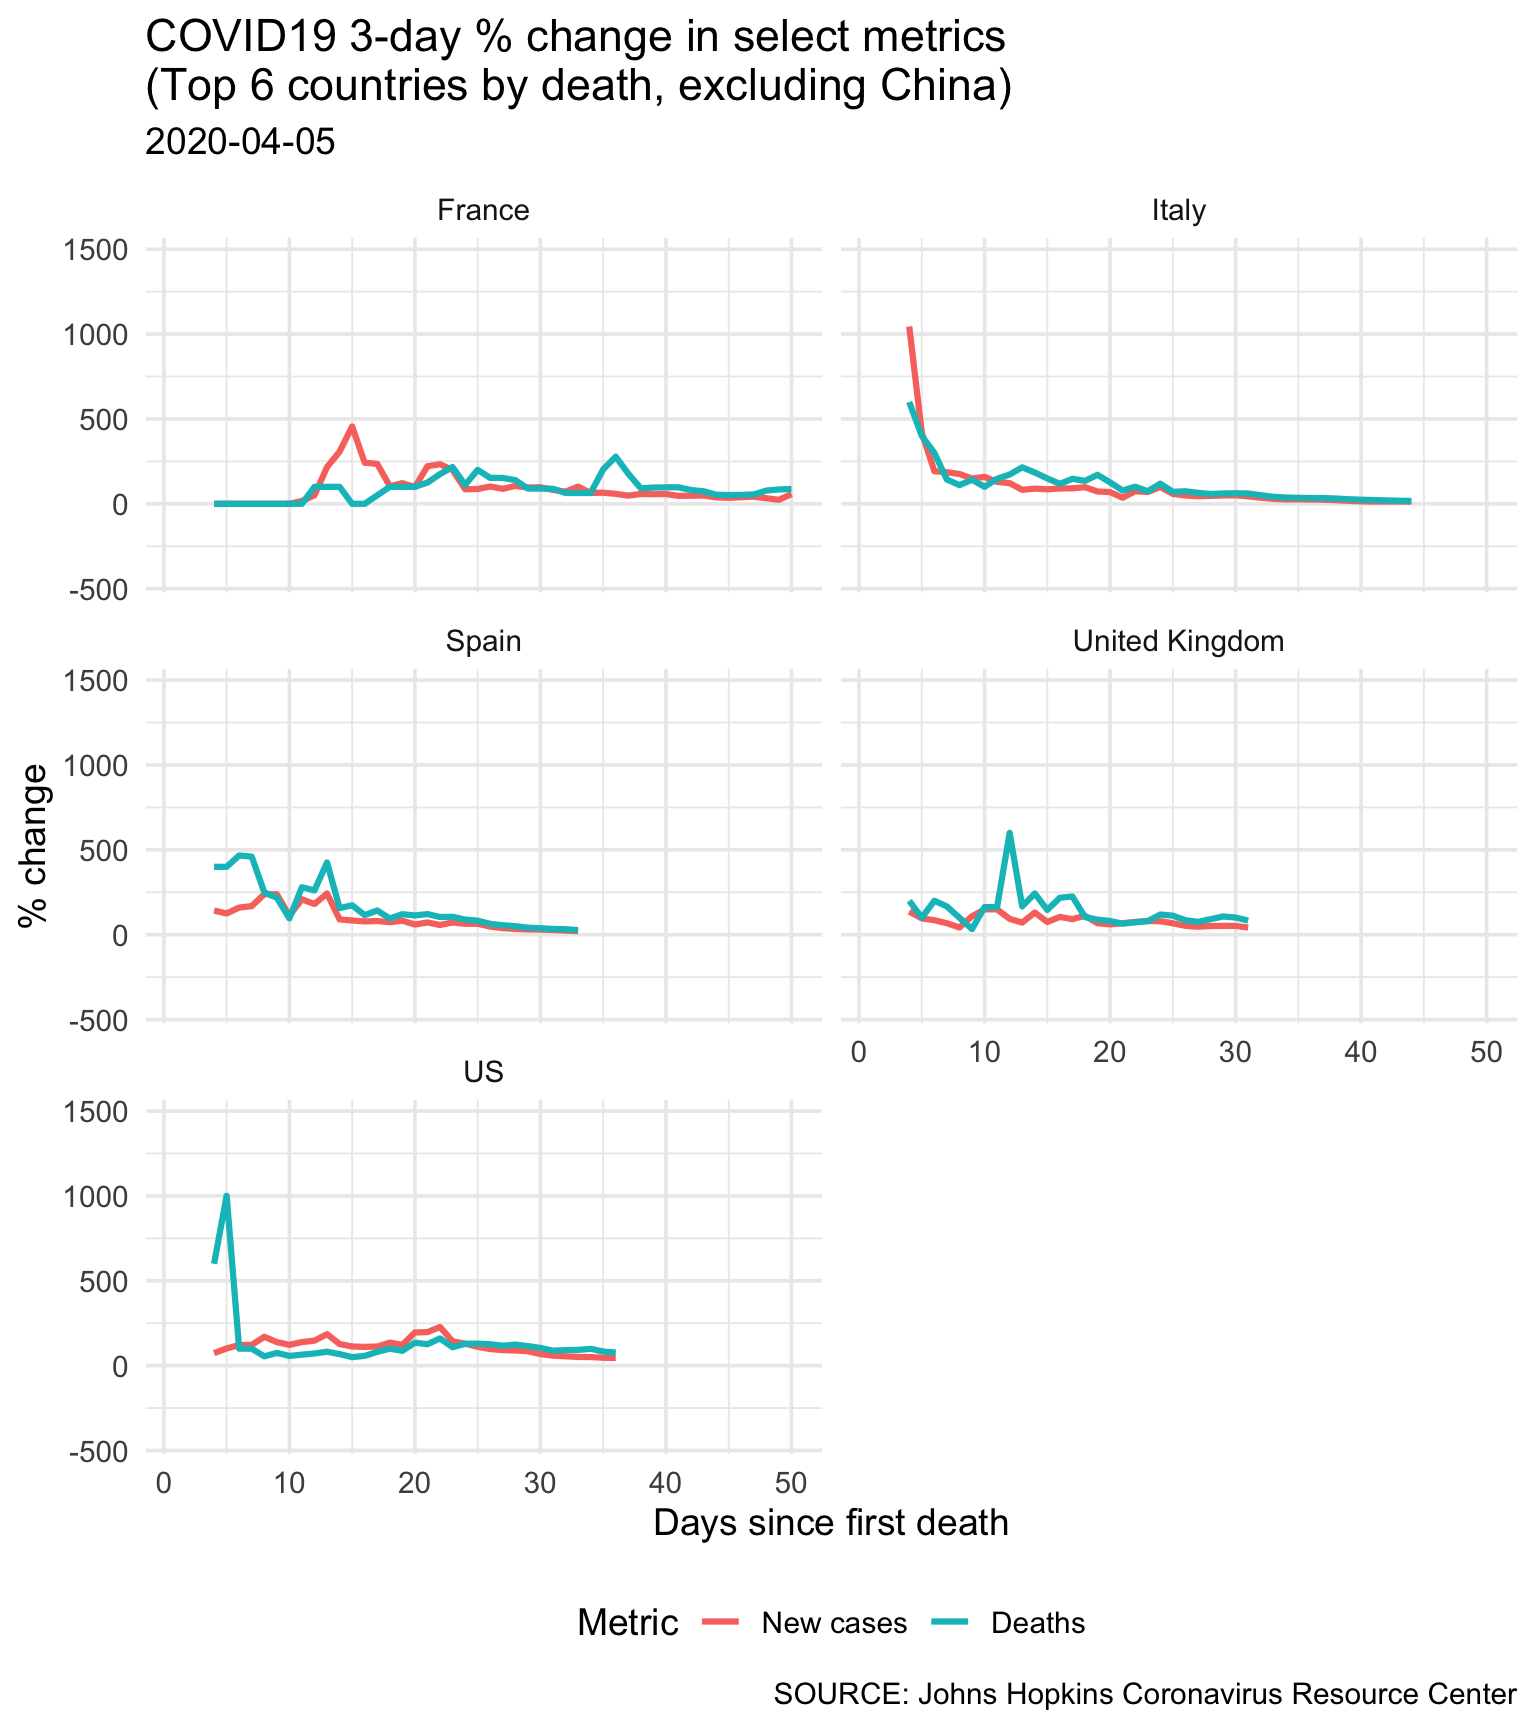 COVID19 3-day % change in select metrics
(Top 6 countries by death, excluding China)
2020-04-05
France
Italy
1500
1000
500
0
-500
Spain
United Kingdom
1500
1000
500
0
-500
0 10 20 30 40 50
US
1500
1000
500
0
-500
0 10 20 30 40 50
% change
Days since first death
Metric New cases Deaths
SOURCE: Johns Hopkins Coronavirus Resource Center